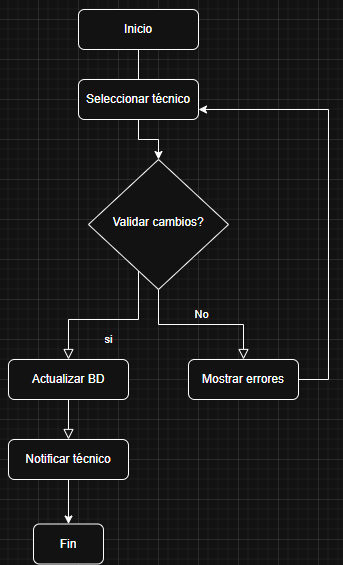 Inicio
Seleccionar técnico
Validar cambios?
No
si
Actualizar BD
Mostrar errores
Notificar técnico
Fin